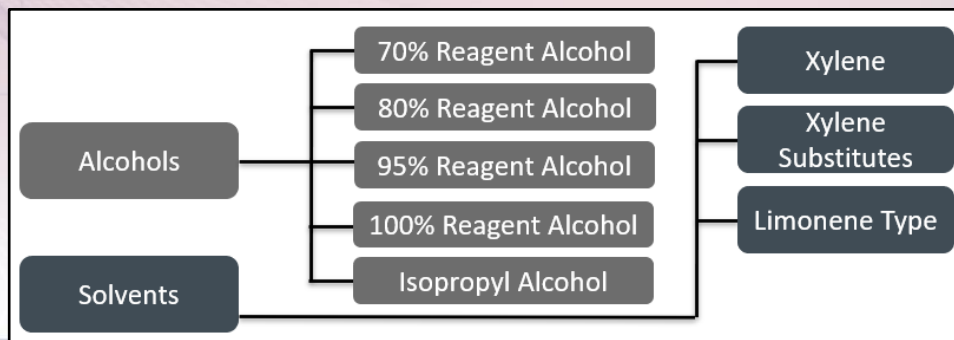 Alcohols
70% Reagent Alcohol
80% Reagent Alcohol
95% Reagent Alcohol
100% Reagent Alcohol
Isopropyl Alcohol
Solvents
Xylene
Xylene
Substitutes
Limonene Type